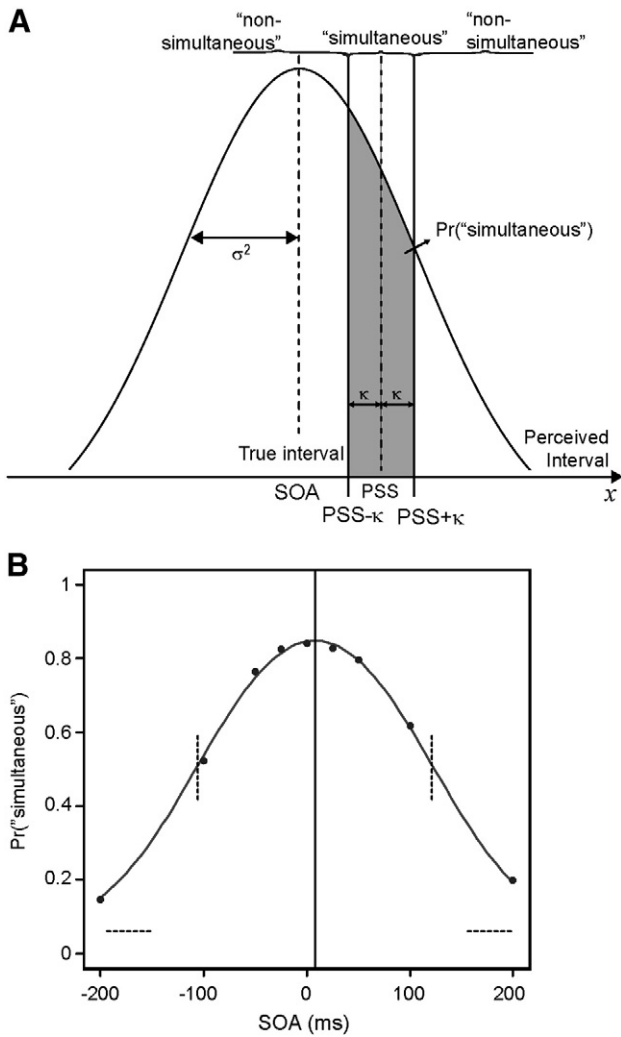 A
"non-
simultaneous"
"simultaneous"
"non-
simultaneous"
Pr("simultaneous")
σ²
κ κ
True interval
Perceived
Interval
SOA
PSS
x
PSS-κ PSS+κ
B
1
0.8
0.6
0.4
0.2
0
Pr("simultaneous")
-200 -100 0 100 200
SOA (ms)